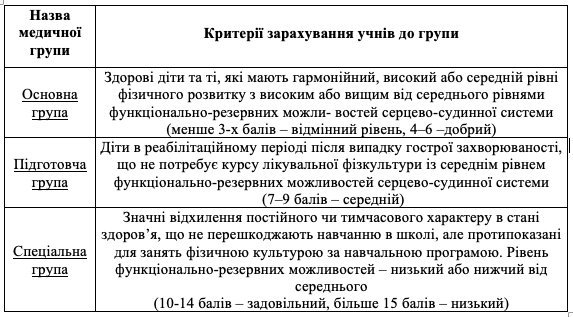 Назва
медичної
групи
Критерії зарахування учнів до групи
Основна
група
Здорові діти та ті, які мають гармонійний, високий або середній рівні
фізичного розвитку з високим або вищим від середнього рівнями
функціонально-резервних можли- востей серцево-судинної системи
(менше 3-х балів – відмінний рівень, 4–6 –добрий)
Підготовча
група
Діти в реабілітаційному періоді після випадку гострої захворюваності,
що не потребує курсу лікувальної фізкультури із середнім рівнем
функціонально-резервних можливостей серцево-судинної системи
(7–9 балів – середній)
Спеціальна
група
Значні відхилення постійного чи тимчасового характеру в стані
здоров’я, що не перешкоджають навчанню в школі, але протипоказані
для занять фізичною культурою за навчальною програмою. Рівень
функціонально-резервних можливостей – низький або нижчий від
середнього
(10-14 балів – задовільний, більше 15 балів – низький)